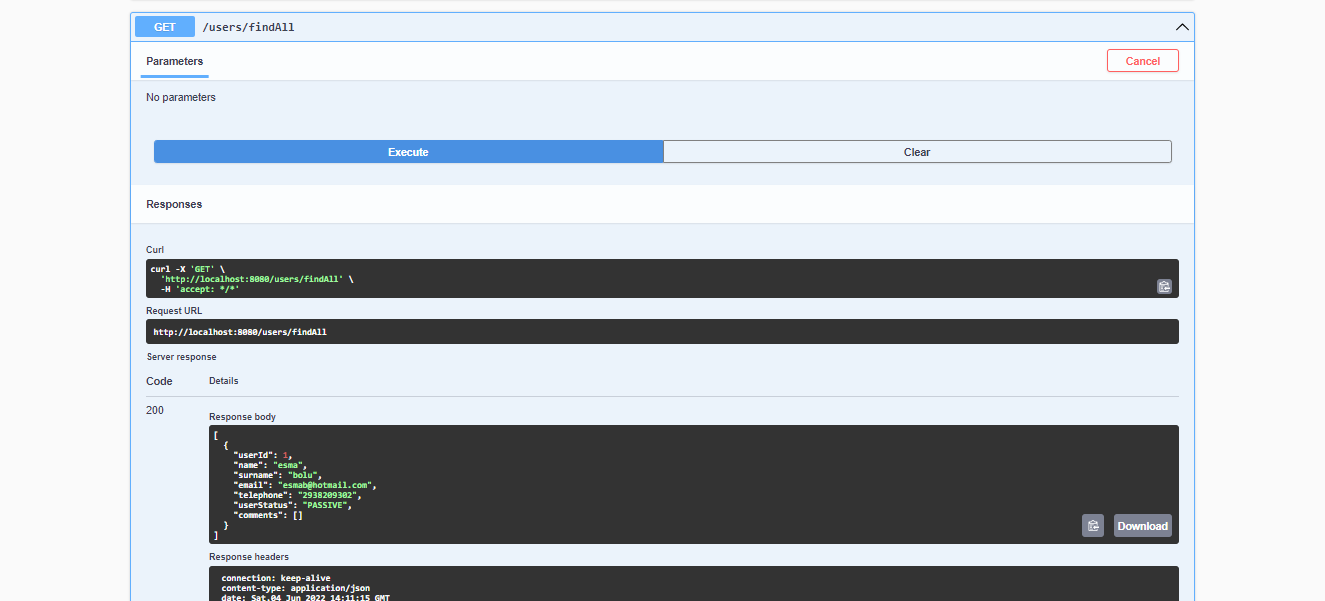 GET /users/findAll
Parameters Cancel
No parameters
Execute Clear
Responses
Curl
curl -X 'GET' \
  'http://localhost:8080/users/findAll' \
  -H 'accept: */*'
Request URL
http://localhost:8080/users/findAll
Server response
Code Details
200
Response body
[
  {
    "userId": 1,
    "name": "esma",
    "surname": "bolu",
    "email": "esmab@hotmail.com",
    "telephone": "2938209302",
    "userStatus": "PASSIVE",
    "comments": []
  }
]
Download
Response headers
connection: keep-alive
content-type: application/json
date: Sat,04 Jun 2022 14:11:15 GMT